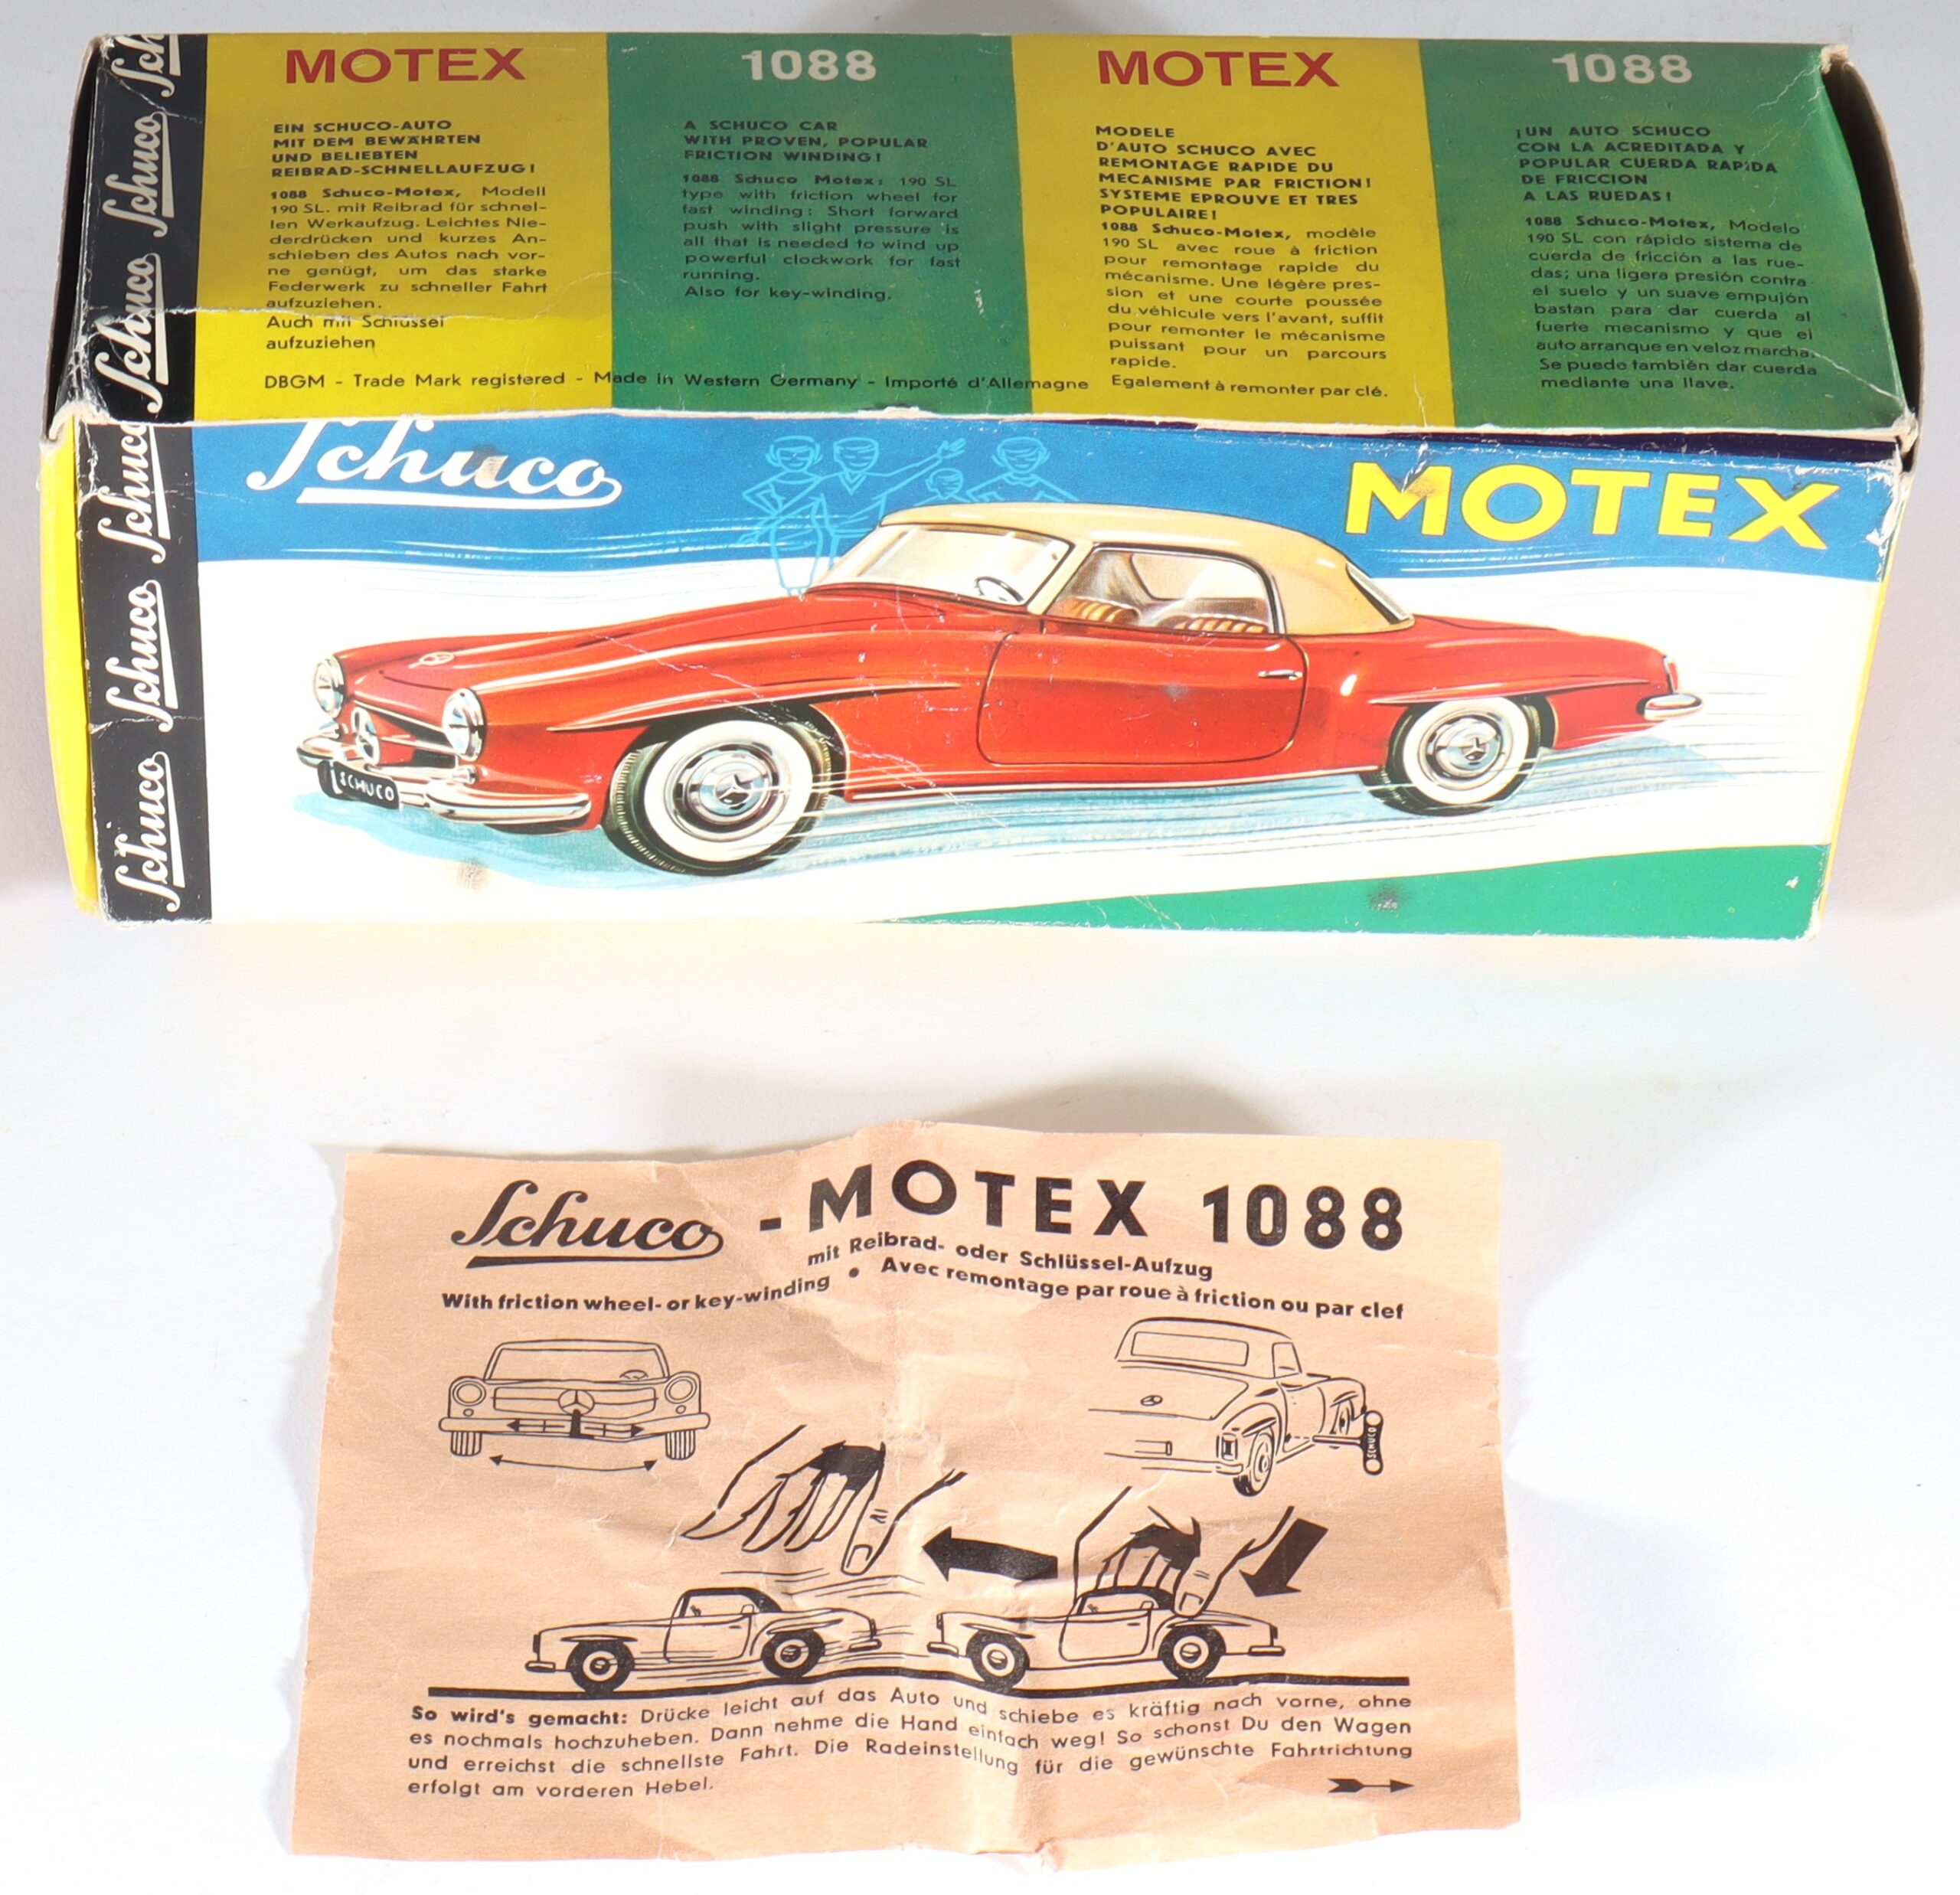 Schuco Schuco Schuco Sch
MOTEX
EIN SCHUCO-AUTO
MIT DEM BEWÄHRTEN
UND BELIEBTEN
REIBRAD-SCHNELLAUFZUG!
1088 Schuco-Motex, Modell
190 SL. mit Reibrad für schnel-
len Werkaufzug. Leichtes Nie-
derdrücken und kurzes An-
schieben des Autos nach vor-
ne genügt, um das starke
Federwerk zu schneller Fahrt
aufzuziehen.
Auch mit Schlüssel
aufzuziehen
1088
A SCHUCO CAR
WITH PROVEN, POPULAR
FRICTION WINDING!
1088 Schuco Motex: 190 SL
type with friction wheel for
fast winding: Short forward
push with slight pressure is
all that is needed to wind up
powerful clockwork for fast
running.
Also for key-winding.
MOTEX
MODELE
D'AUTO SCHUCO AVEC
REMONTAGE RAPIDE DU
MECANISME PAR FRICTION!
SYSTEME EPROUVE ET TRES
POPULAIRE!
1088 Schuco-Motex, modèle
190 SL avec roue à friction
pour remontage rapide du
mécanisme. Une légère pres-
sion et une courte poussée
du véhicule vers l'avant, suffit
pour remonter le mécanisme
puissant pour un parcours
rapide.
Egalement à remonter par clé.
1088
¡UN AUTO SCHUCO
CON LA ACREDITADA Y
POPULAR CUERDA RAPIDA
DE FRICCION
A LAS RUEDAS!
1088 Schuco-Motex, Modelo
190 SL con rápido sistema de
cuerda de fricción a las rue-
das; una ligera presión contra
el suelo y un suave empujón
bastan para dar cuerda al
fuerte mecanismo y que el
auto arranque en veloz marcha.
Se puede también dar cuerda
mediante una llave.
DBGM - Trade Mark registered - Made in Western Germany - Importé d'Allemagne
Schuco Schuco Schuco
Schuco
MOTEX
SCHUCO
Schuco - MOTEX 1088
mit Reibrad- oder Schlüssel-Aufzug
With friction wheel- or key-winding • Avec remontage par roue à friction ou par clef
SCHUCO
So wird's gemacht: Drücke leicht auf das Auto und schiebe es kräftig nach vorne, ohne
es nochmals hochzuheben. Dann nehme die Hand einfach weg! So schonst Du den Wagen
und erreichst die schnellste Fahrt. Die Radeinstellung für die gewünschte Fahrtrichtung
erfolgt am vorderen Hebel.